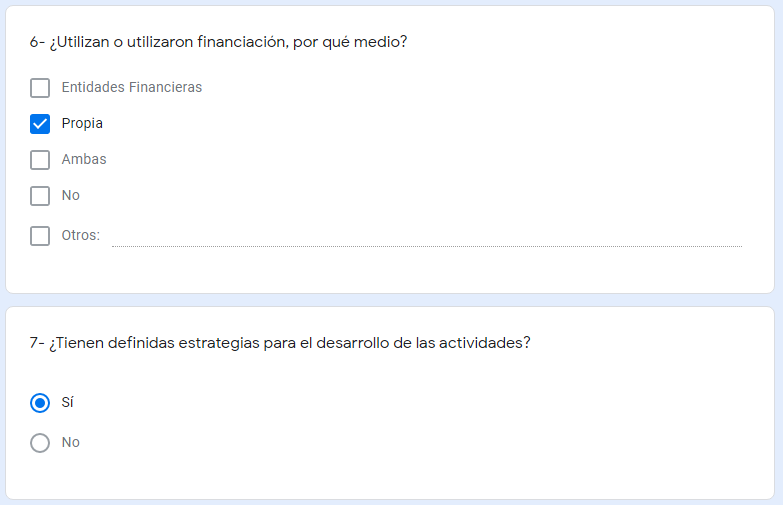 6- ¿Utilizan o utilizaron financiación, por qué medio?
Entidades Financieras
Propia
Ambas
No
Otros:
7- ¿Tienen definidas estrategias para el desarrollo de las actividades?
Sí
No